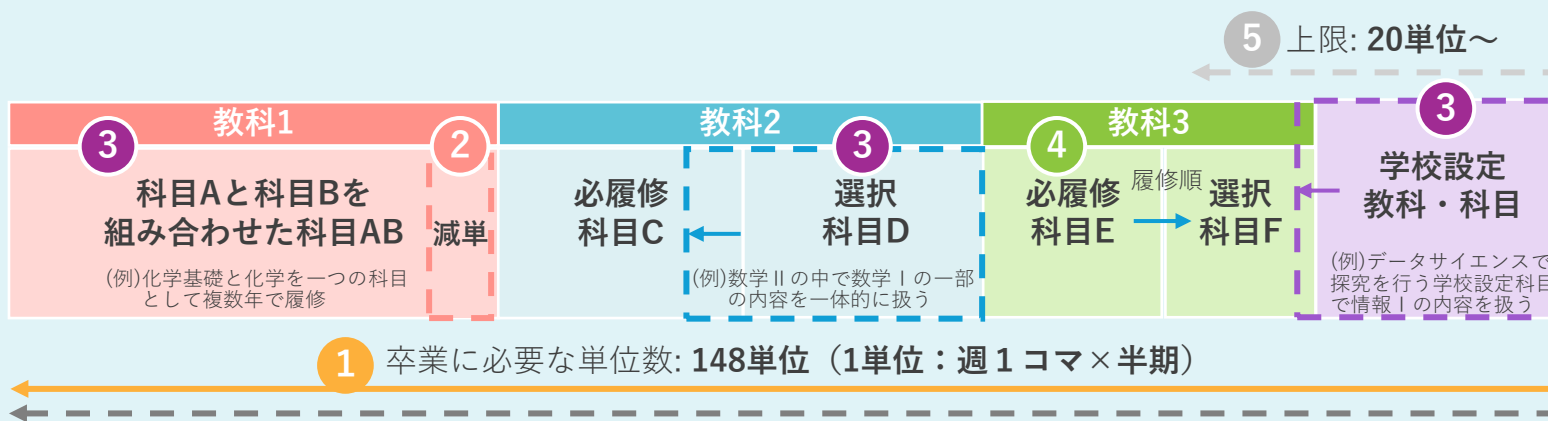 5 上限: 20単位～
教科1
教科2
教科3
3
2
3
4
3
科目Aと科目Bを
組み合わせた科目AB
減単
(例)化学基礎と化学を一つの科目
として複数年で履修
必履修
科目C
選択
科目D
(例)数学Ⅱの中で数学Ⅰの一部
の内容を一体的に扱う
必履修
科目E
履修順
選択
科目F
学校設定
教科・科目
(例)データサイエンスで
探究を行う学校設定科目
で情報Ⅰの内容を扱う
1 卒業に必要な単位数: 148単位（1単位：週１コマ×半期）